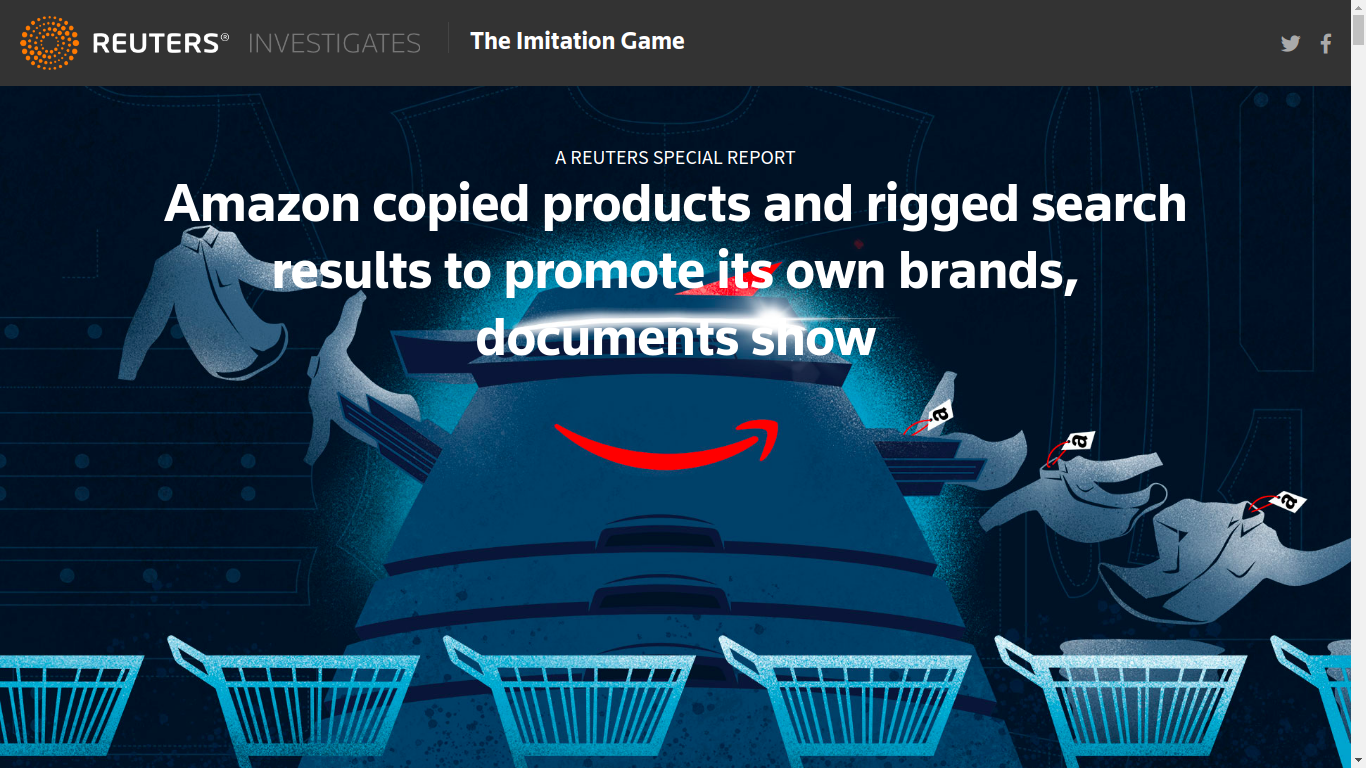 REUTERS® INVESTIGATES The Imitation Game
A REUTERS SPECIAL REPORT
Amazon copied products and rigged search
results to promote its own brands,
documents show
a
a
a